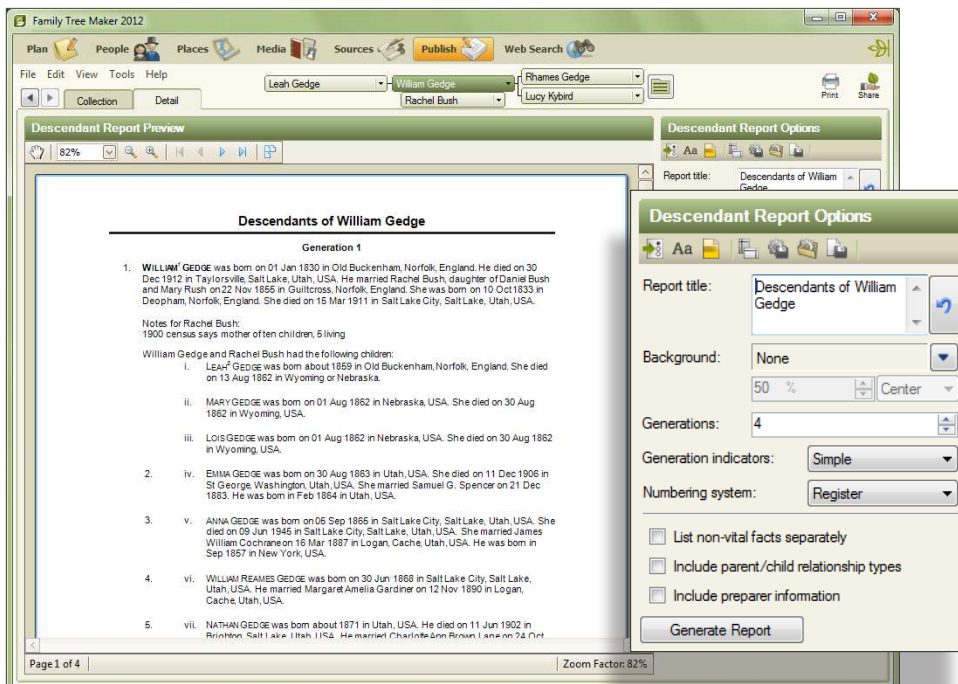 Family Tree Maker 2012
Plan People Places Media Sources Publish Web Search
File Edit View Tools Help
Leah Gedge William Gedge Rhames Gedge
Rachel Bush Lucy Kybird
Print Share
Collection Detail
Descendant Report Preview
82%
Descendants of William Gedge
Generation 1
1. WILLIAM¹ GEDGE was born on 01 Jan 1830 in Old Buckenham, Norfolk, England. He died on 30
Dec 1912 in Taylorsville, Salt Lake, Utah, USA. He married Rachel Bush, daughter of Daniel Bush
and Mary Rush on 22 Nov 1855 in Guiltcross, Norfolk, England. She was born on 10 Oct1833 in
Deopham, Norfolk, England. She died on 15 Mar 1911 in Salt Lake City, Salt Lake, Utah, USA.
Notes for Rachel Bush:
1900 census says mother of ten children, 5 living
William Gedge and Rachel Bush had the following children:
i. LEAH² GEDGE was born about 1859 in Old Buckenham, Norfolk, England. She died
on 13 Aug 1862 in Wyoming or Nebraska.
ii. MARY GEDGE was born on 01 Aug 1862 in Nebraska, USA. She died on 30 Aug
1862 in Wyoming, USA.
iii. LOIS GEDGE was born on 01 Aug 1862 in Nebraska, USA. She died on 30 Aug 1862
in Wyoming, USA.
2. iv. EMMA GEDGE was born on 30 Aug 1863 in Utah, USA. She died on 11 Dec 1906 in
St George, Washington, Utah, USA. She married Samuel G. Spencer on 21 Dec
1883. He was born in Feb 1864 in Utah, USA.
3. v. ANNA GEDGE was born on 05 Sep 1865 in Salt Lake City, Salt Lake, Utah, USA. She
died on 09 Jun 1945 in Salt Lake City, Salt Lake, Utah, USA. She married James
William Cochrane on 16 Mar 1887 in Logan, Cache, Utah, USA. He was born in
Sep 1857 in New York, USA.
4. vi. WILLIAM REAMES GEDGE was born on 30 Jun 1868 in Salt Lake City, Salt Lake,
Utah, USA. He married Margaret Amelia Gardiner on 12 Nov 1890 in Logan,
Cache, Utah, USA.
5. vii. NATHAN GEDGE was born about 1871 in Utah, USA. He died on 11 Jun 1902 in
Brighton, Salt Lake, Utah, USA. He married Charlotte Ann Brown Lane on 24 Oct
Page 1 of 4 Zoom Factor: 82%
Descendant Report Options
Aa
Report title: Descendants of William
Gedge
Descendant Report Options
Aa
Report title: Descendants of William
Gedge
Background: None
50 % Center
Generations: 4
Generation indicators: Simple
Numbering system: Register
List non-vital facts separately
Include parent/child relationship types
Include preparer information
Generate Report